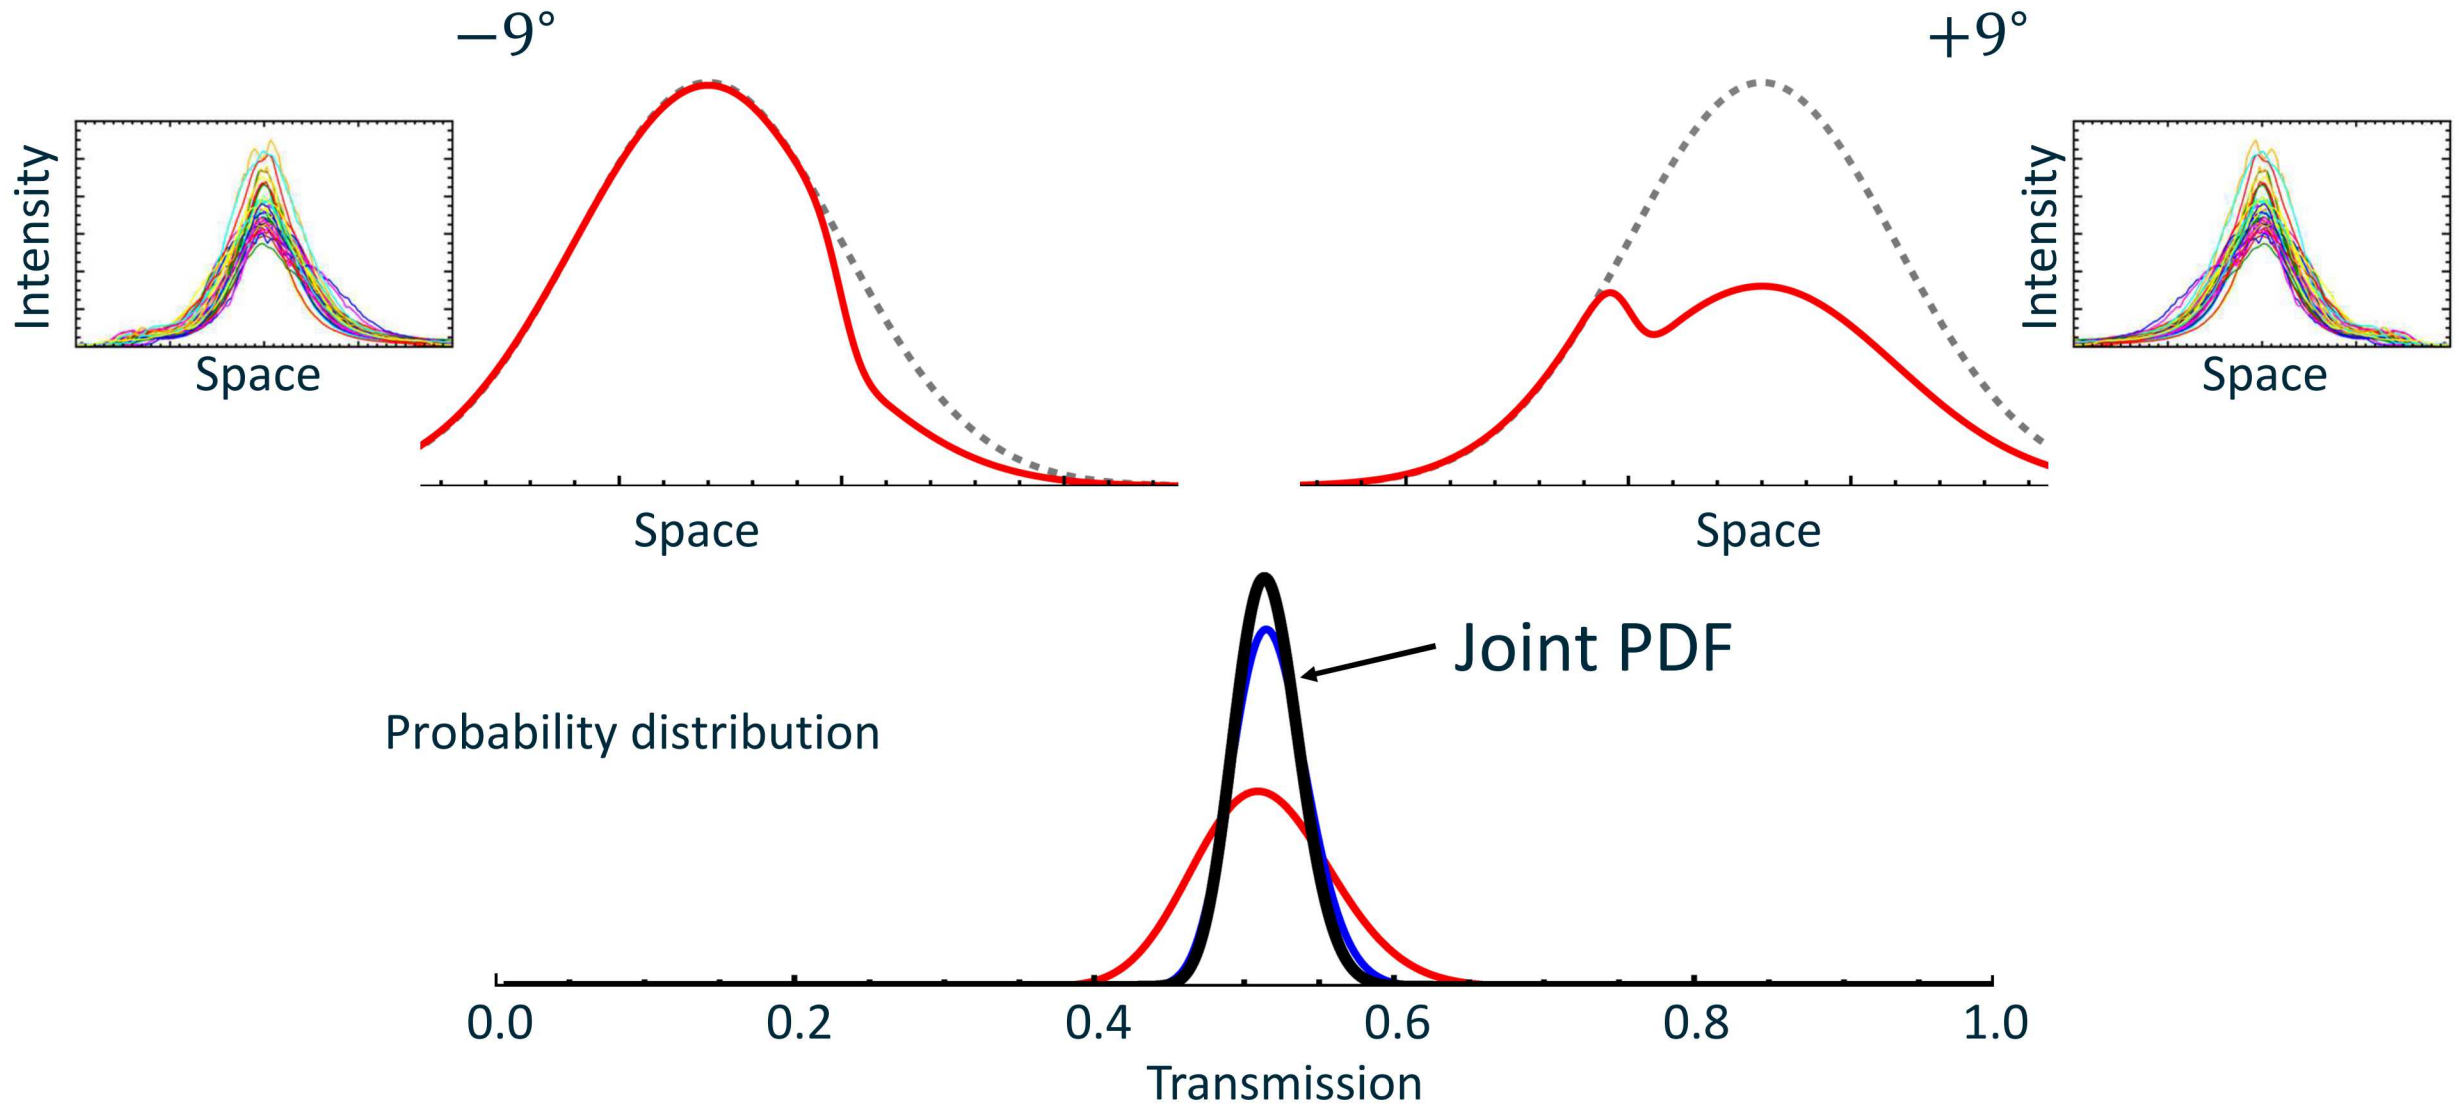 −9°
+9°
Intensity
Space
Space
Space
Intensity
Space
Joint PDF
Probability distribution
0.0 0.2 0.4 0.6 0.8 1.0
Transmission